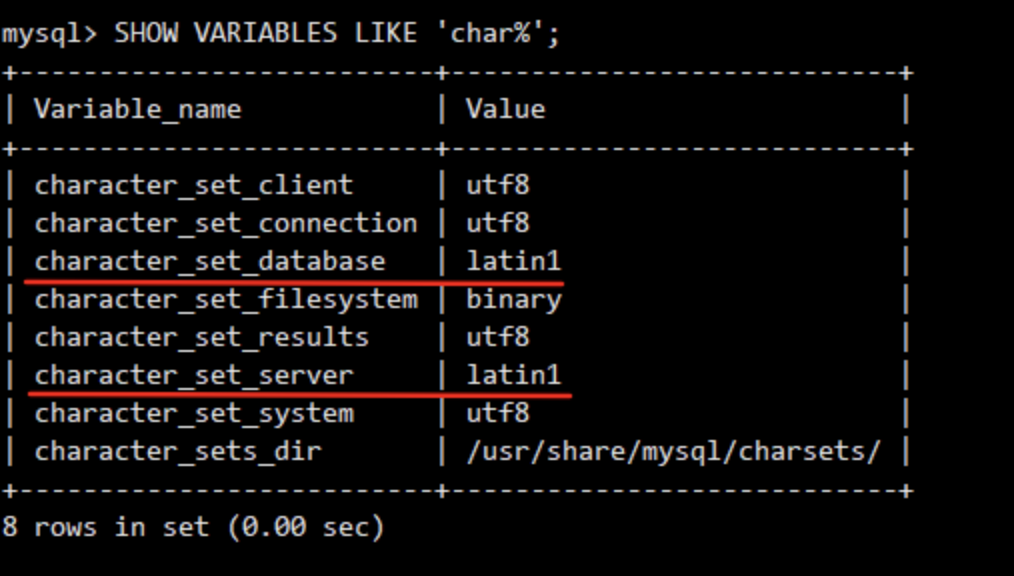 mysql> SHOW VARIABLES LIKE 'char%';
+--------------------------+----------------------------+
| Variable_name            | Value                      |
+--------------------------+----------------------------+
| character_set_client     | utf8                       |
| character_set_connection | utf8                       |
| character_set_database   | latin1                     |
| character_set_filesystem | binary                     |
| character_set_results    | utf8                       |
| character_set_server     | latin1                     |
| character_set_system     | utf8                       |
| character_sets_dir       | /usr/share/mysql/charsets/ |
+--------------------------+----------------------------+
8 rows in set (0.00 sec)